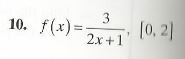 10. f(x) = 3/(2x+1), [0, 2]